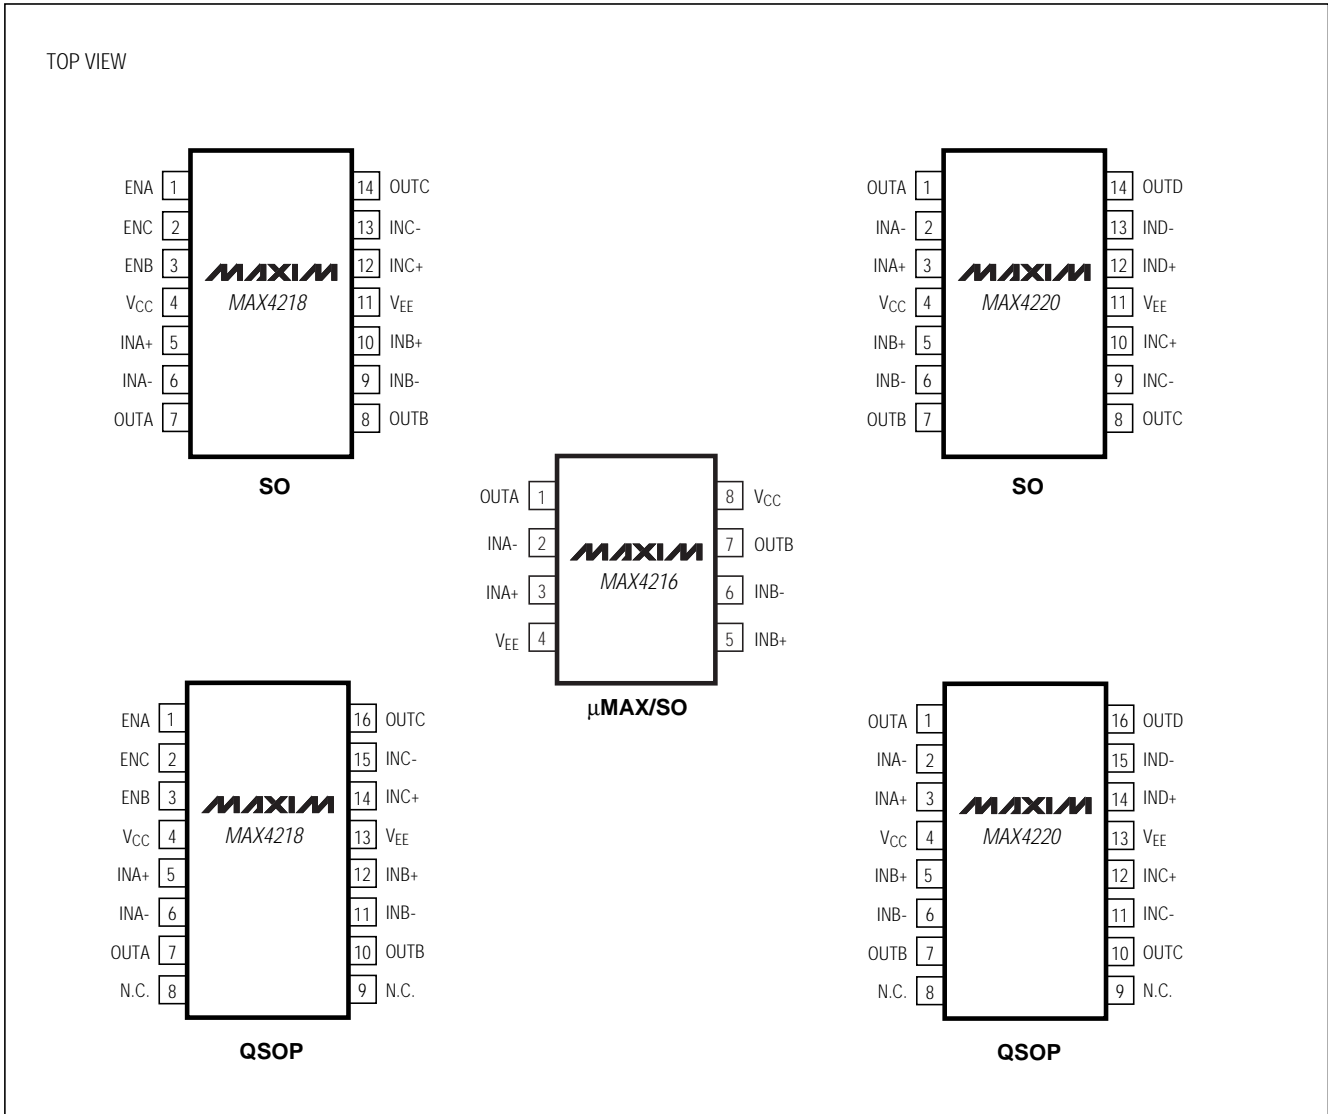 TOP VIEW
ENA 1
14 OUTC
ENC 2
13 INC-
ENB 3
12 INC+
VCC 4
11 VEE
INA+ 5
10 INB+
INA- 6
9 INB-
OUTA 7
8 OUTB
MAXIM
MAX4218
SO
OUTA 1
14 OUTD
INA- 2
13 IND-
INA+ 3
12 IND+
VCC 4
11 VEE
INB+ 5
10 INC+
INB- 6
9 INC-
OUTB 7
8 OUTC
MAXIM
MAX4220
SO
OUTA 1
8 VCC
INA- 2
7 OUTB
INA+ 3
6 INB-
VEE 4
5 INB+
MAXIM
MAX4216
µMAX/SO
ENA 1
16 OUTC
ENC 2
15 INC-
ENB 3
14 INC+
VCC 4
13 VEE
INA+ 5
12 INB+
INA- 6
11 INB-
OUTA 7
10 OUTB
N.C. 8
9 N.C.
MAXIM
MAX4218
QSOP
OUTA 1
16 OUTD
INA- 2
15 IND-
INA+ 3
14 IND+
VCC 4
13 VEE
INB+ 5
12 INC+
INB- 6
11 INC-
OUTB 7
10 OUTC
N.C. 8
9 N.C.
MAXIM
MAX4220
QSOP